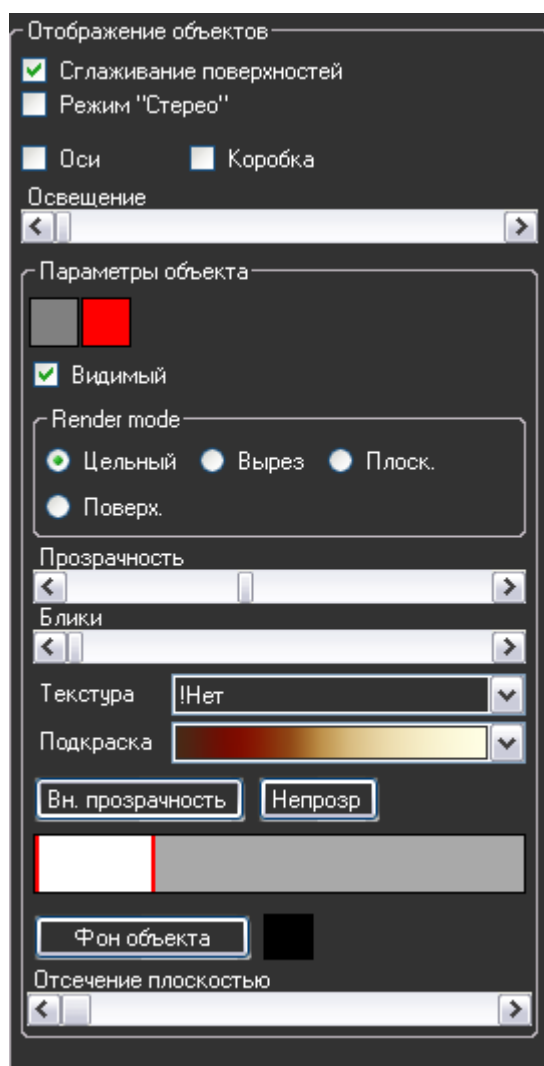 Отображение объектов
Сглаживание поверхностей
Режим "Стерео"
Оси Коробка
Освещение
Параметры объекта
Видимый
Render mode
Цельный Вырез Плоск.
Поверх.
Прозрачность
Блики
Текстура !Нет
Подкраска
Вн. прозрачность Непрозр
Фон объекта
Отсечение плоскостью